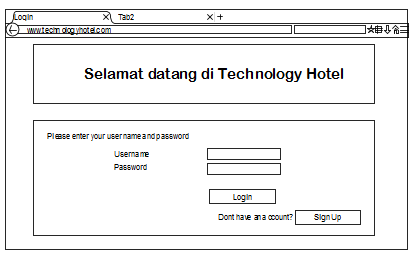 Login
Tab2
www.technologyhotel.com
Selamat datang di Technology Hotel
Please enter your username and password
Username
Password
Login
Dont have an account?
Sign Up